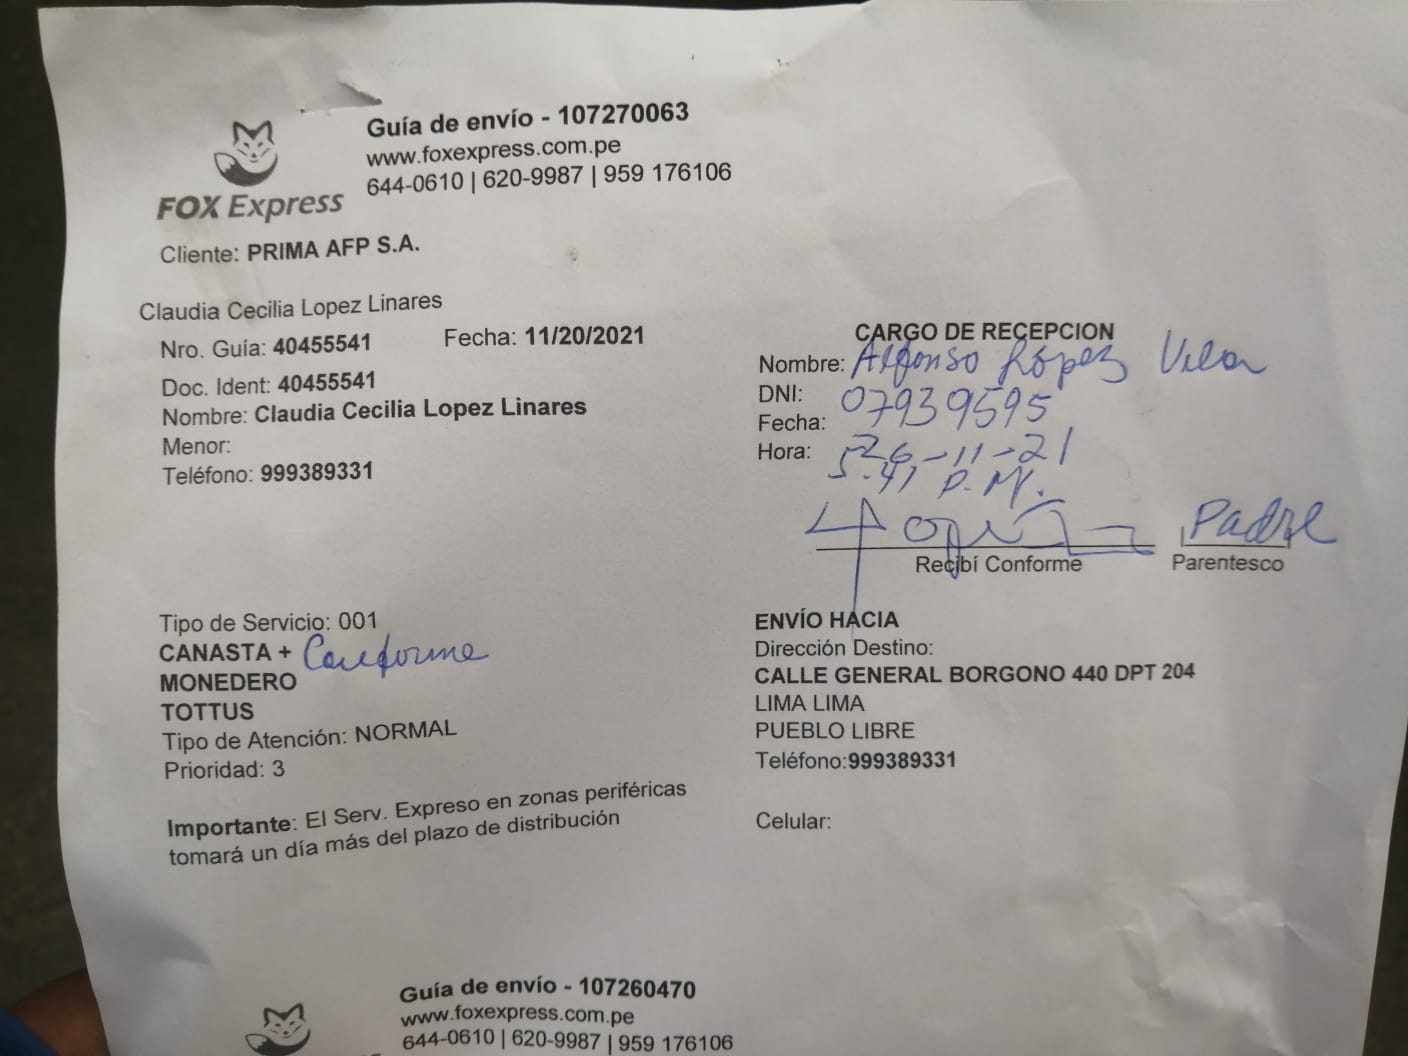 Guía de envío - 107270063
www.foxexpress.com.pe
644-0610 | 620-9987 | 959 176106
FOX Express
Cliente: PRIMA AFP S.A.
Claudia Cecilia Lopez Linares
Nro. Guía: 40455541 Fecha: 11/20/2021
Doc. Ident: 40455541
Nombre: Claudia Cecilia Lopez Linares
Menor:
Teléfono: 999389331
CARGO DE RECEPCION
Nombre: Alfonso López Vela
DNI: 07939595
Fecha: 26-11-21
Hora: 5.41 P.M.
Padre
Recibí Conforme Parentesco
Tipo de Servicio: 001
CANASTA + Conforme
MONEDERO
TOTTUS
Tipo de Atención: NORMAL
Prioridad: 3
Importante: El Serv. Expreso en zonas periféricas
tomará un día más del plazo de distribución
ENVÍO HACIA
Dirección Destino:
CALLE GENERAL BORGONO 440 DPT 204
LIMA LIMA
PUEBLO LIBRE
Teléfono:999389331
Celular:
Guía de envío - 107260470
www.foxexpress.com.pe
644-0610 | 620-9987 | 959 176106